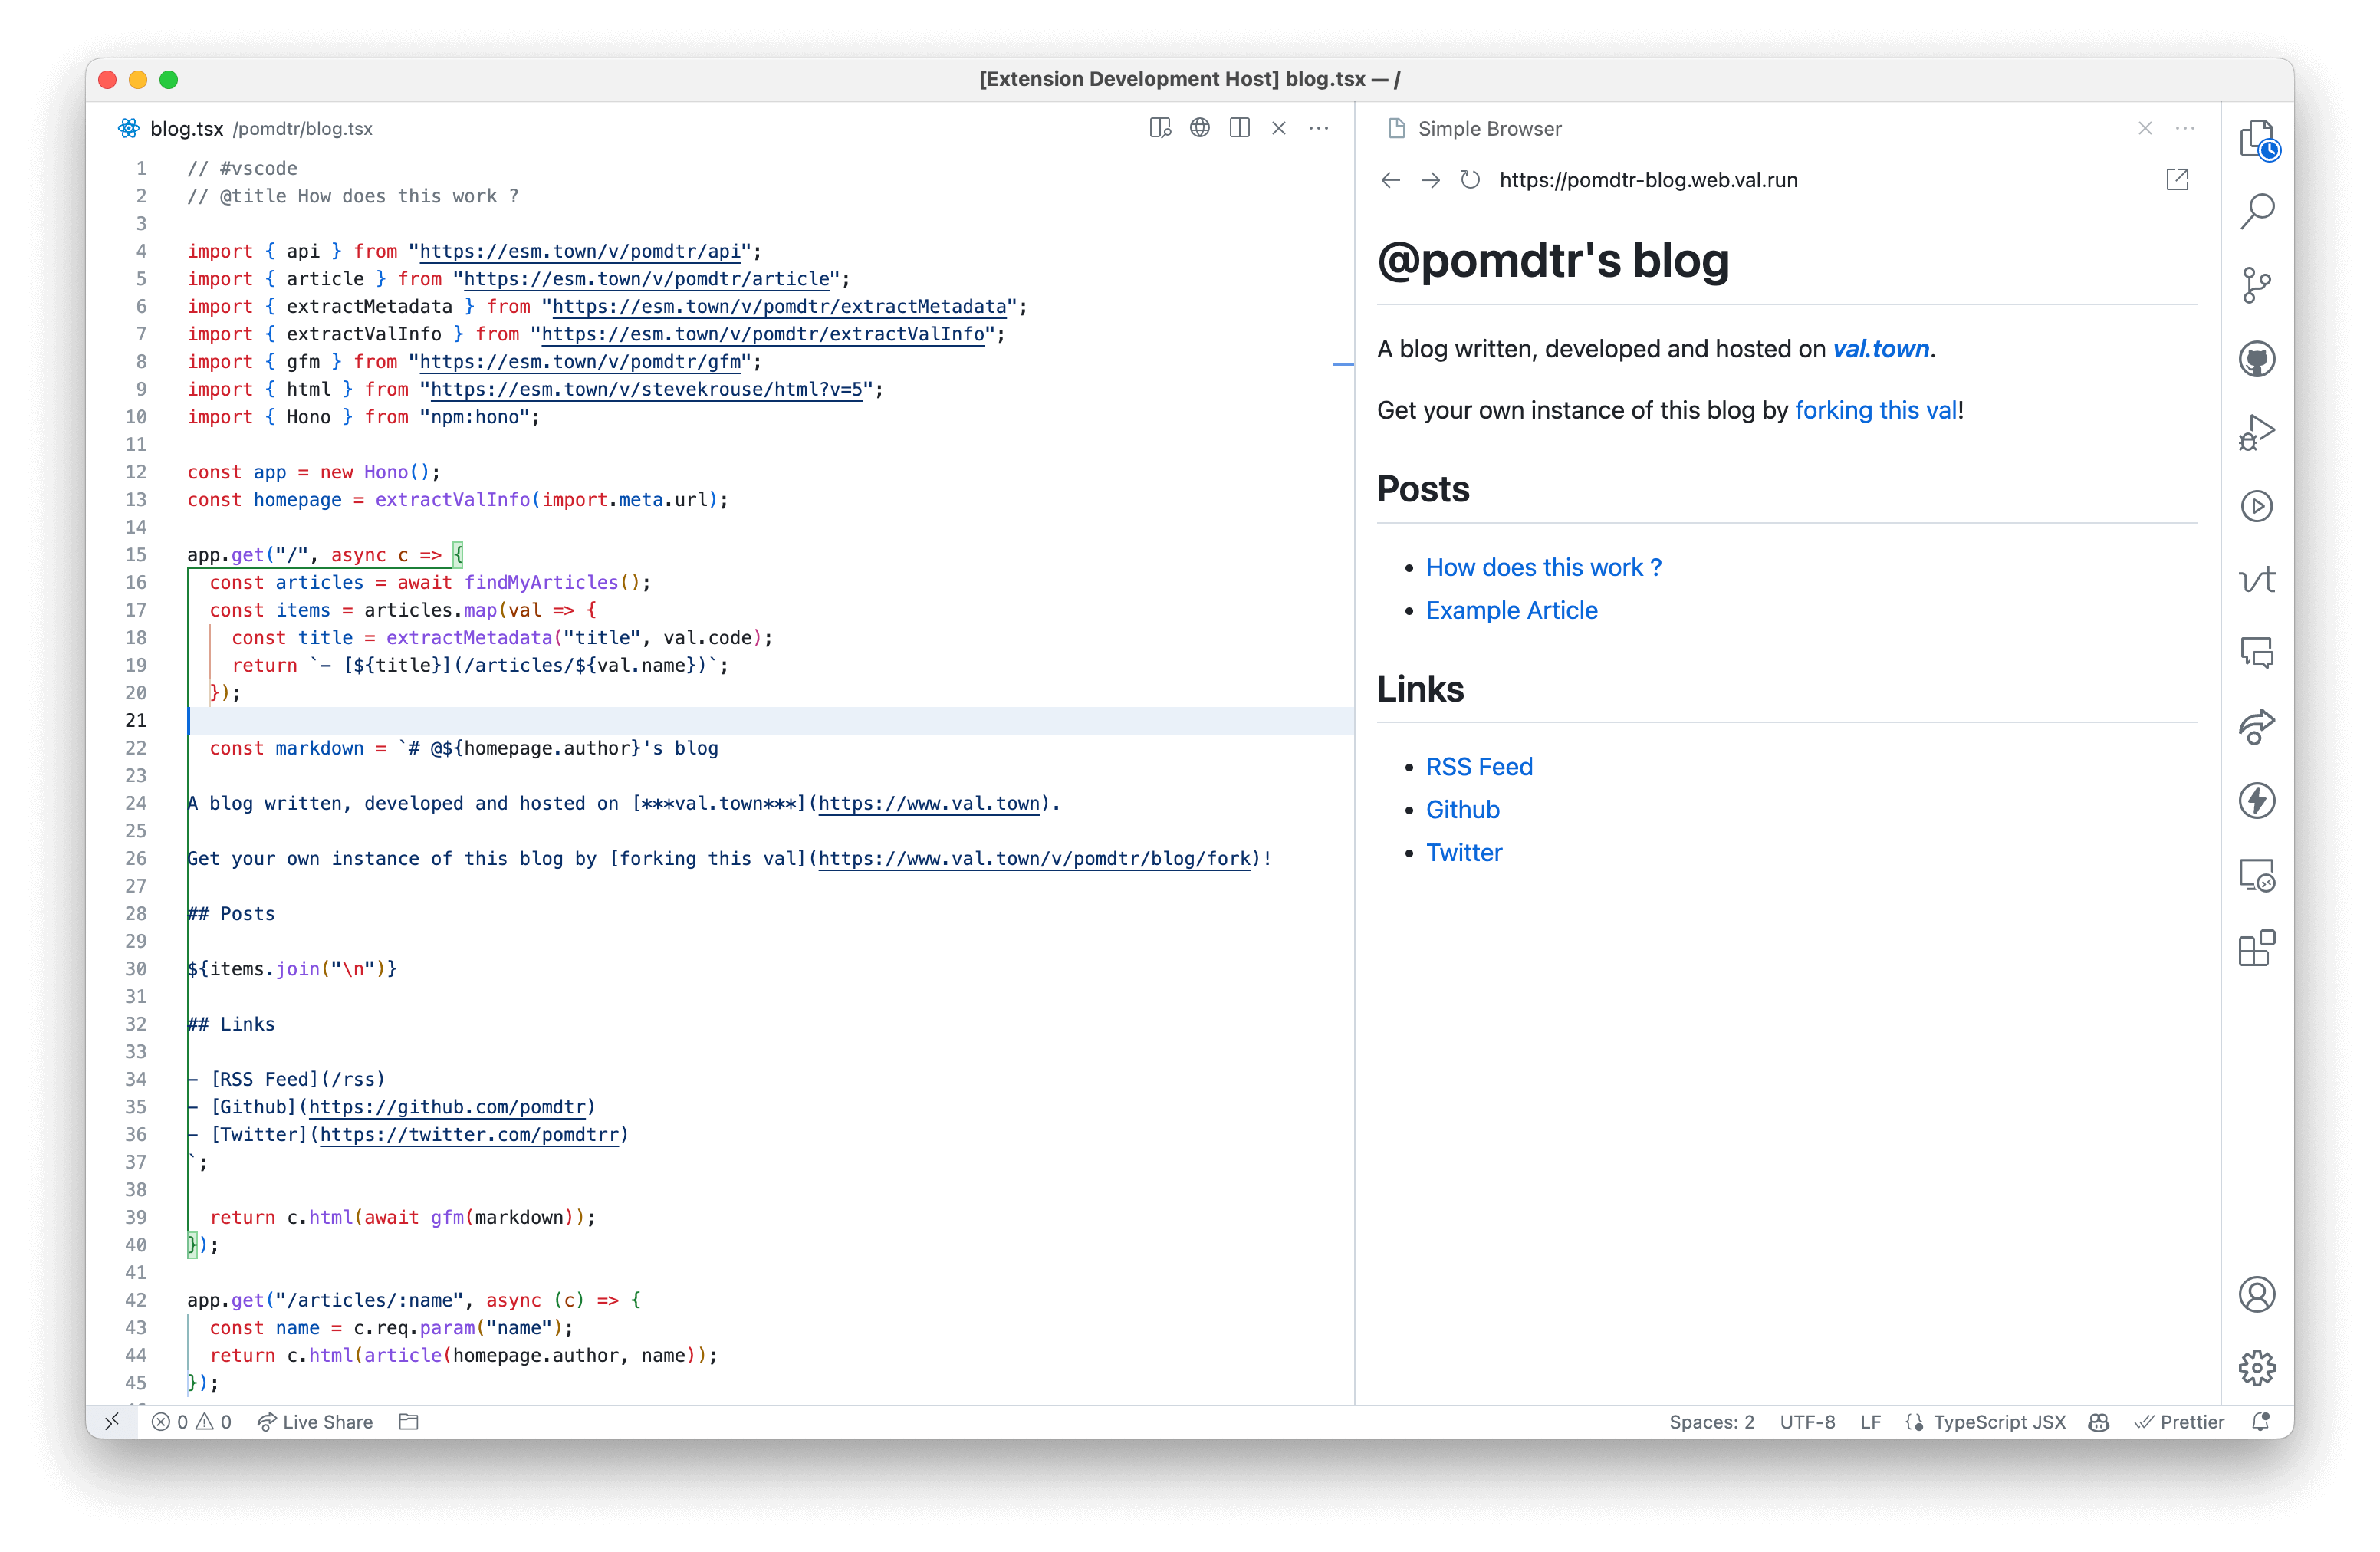 [Extension Development Host] blog.tsx — /
blog.tsx /pomdtr/blog.tsx
1 // #vscode
2 // @title How does this work ?
3
4 import { api } from "https://esm.town/v/pomdtr/api";
5 import { article } from "https://esm.town/v/pomdtr/article";
6 import { extractMetadata } from "https://esm.town/v/pomdtr/extractMetadata";
7 import { extractValInfo } from "https://esm.town/v/pomdtr/extractValInfo";
8 import { gfm } from "https://esm.town/v/pomdtr/gfm";
9 import { html } from "https://esm.town/v/stevekrouse/html?v=5";
10 import { Hono } from "npm:hono";
11
12 const app = new Hono();
13 const homepage = extractValInfo(import.meta.url);
14
15 app.get("/", async c => {
16   const articles = await findMyArticles();
17   const items = articles.map(val => {
18     const title = extractMetadata("title", val.code);
19     return `- [${title}](/articles/${val.name})`;
20   });
21
22   const markdown = `# @${homepage.author}'s blog
23
24 A blog written, developed and hosted on [***val.town***](https://www.val.town).
25
26 Get your own instance of this blog by [forking this val](https://www.val.town/v/pomdtr/blog/fork)!
27
28 ## Posts
29
30 ${items.join("\n")}
31
32 ## Links
33
34 - [RSS Feed](/rss)
35 - [Github](https://github.com/pomdtr)
36 - [Twitter](https://twitter.com/pomdtrr)
37 `;
38
39   return c.html(await gfm(markdown));
40 });
41
42 app.get("/articles/:name", async (c) => {
43   const name = c.req.param("name");
44   return c.html(article(homepage.author, name));
45 });
Simple Browser
https://pomdtr-blog.web.val.run
@pomdtr's blog
A blog written, developed and hosted on val.town.
Get your own instance of this blog by forking this val!
Posts
• How does this work ?
• Example Article
Links
• RSS Feed
• Github
• Twitter
0 0 Live Share
Spaces: 2 UTF-8 LF TypeScript JSX Prettier